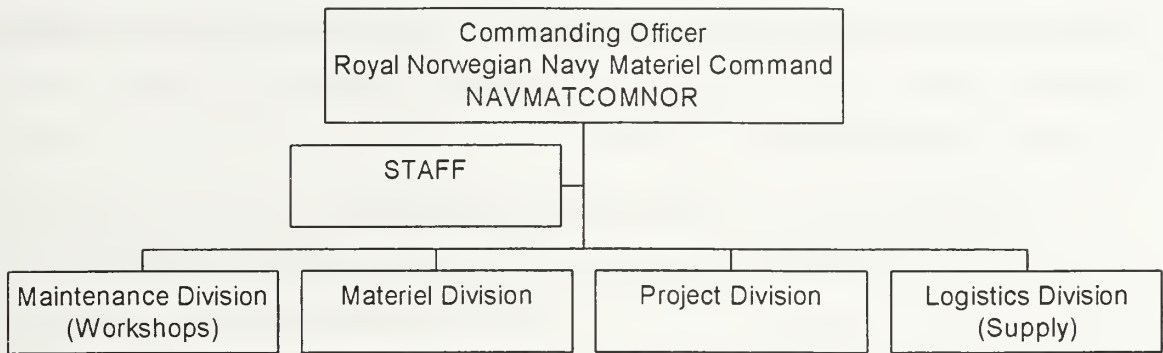 Commanding Officer
Royal Norwegian Navy Materiel Command
NAVMATCOMNOR
STAFF
Maintenance Division
(Workshops)
Materiel Division
Project Division
Logistics Division
(Supply)